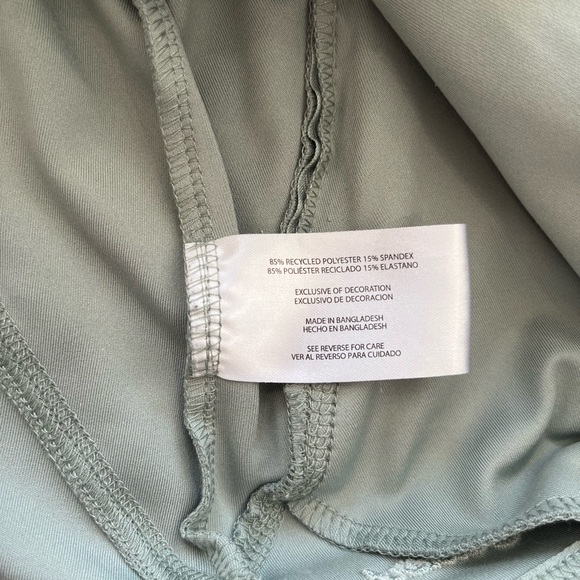 85% RECYCLED POLYESTER 15% SPANDEX
85% POLIÉSTER RECICLADO 15% ELASTANO
EXCLUSIVE OF DECORATION
EXCLUSIVO DE DECORACION
MADE IN BANGLADESH
HECHO EN BANGLADESH
SEE REVERSE FOR CARE
VER AL REVERSO PARA CUIDADO